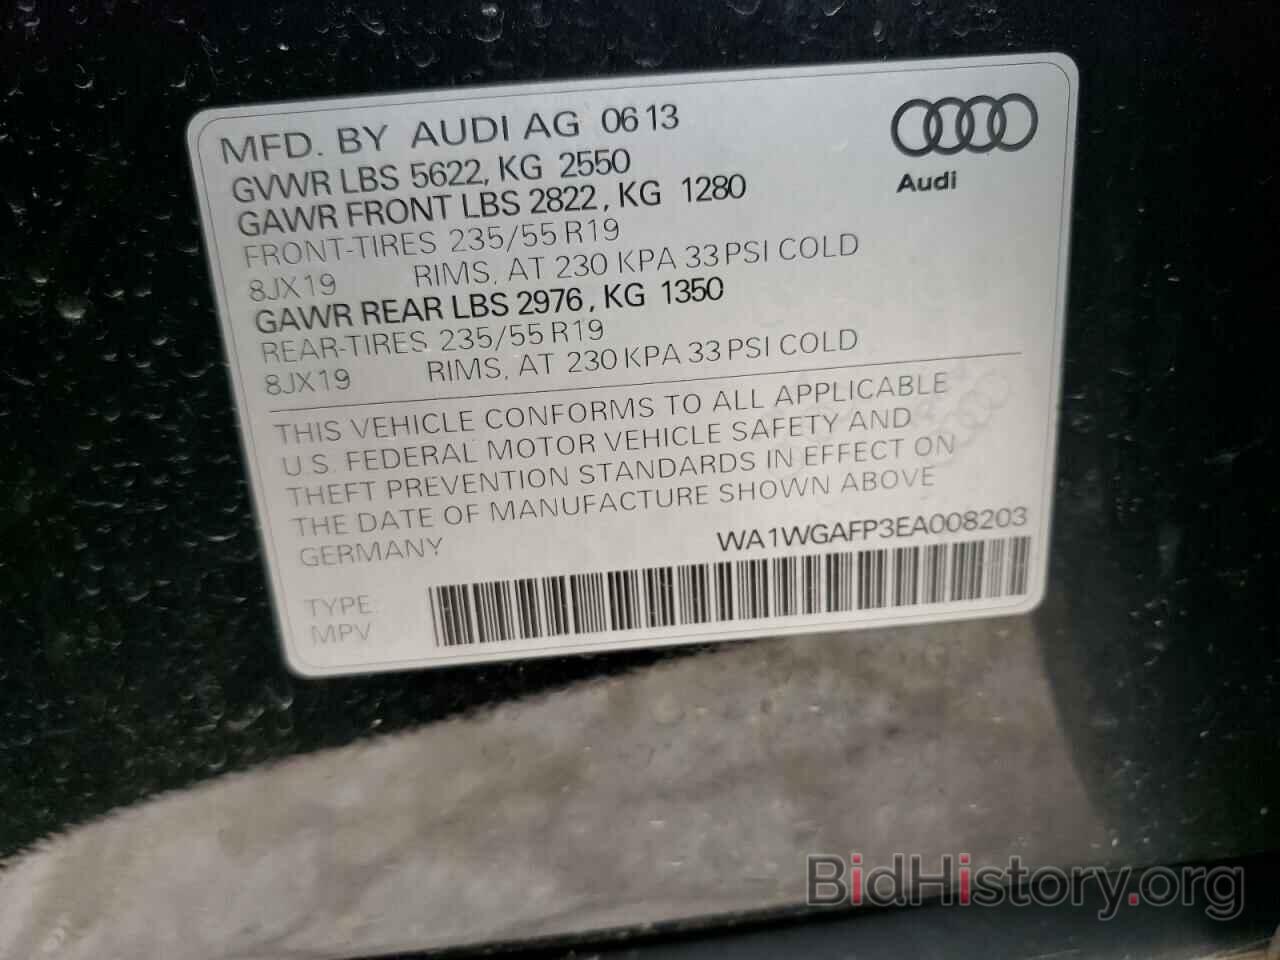 MFD. BY AUDI AG 06 13
GVWR LBS 5622, KG 2550
GAWR FRONT LBS 2822, KG 1280
FRONT-TIRES 235/55 R19
8JX19 RIMS, AT 230 KPA 33 PSI COLD
GAWR REAR LBS 2976, KG 1350
REAR-TIRES 235/55 R19
8JX19 RIMS, AT 230 KPA 33 PSI COLD
Audi
THIS VEHICLE CONFORMS TO ALL APPLICABLE
U.S. FEDERAL MOTOR VEHICLE SAFETY AND
THEFT PREVENTION STANDARDS IN EFFECT ON
THE DATE OF MANUFACTURE SHOWN ABOVE
GERMANY WA1WGAFP3EA008203
TYPE:
MPV
BidHistory.org